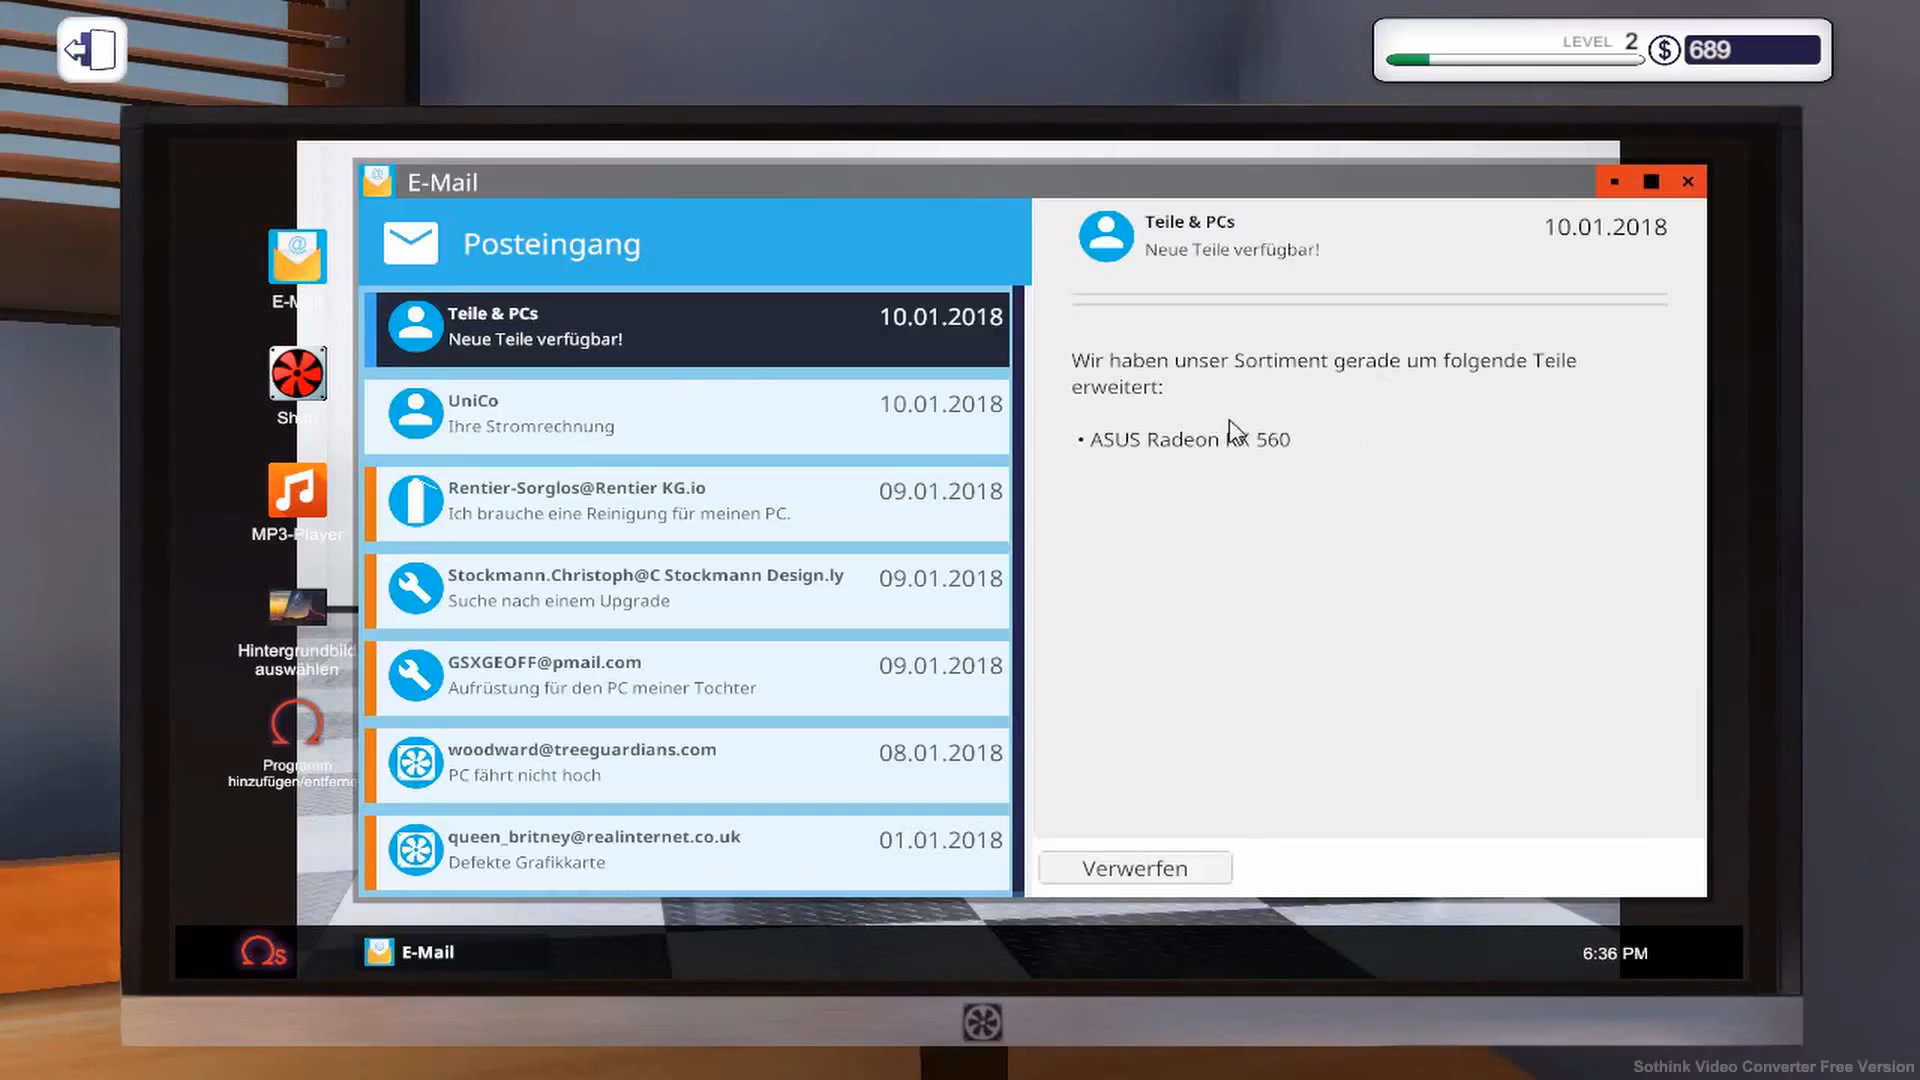 LEVEL 2
$ 689
E-Mail
Posteingang
Teile & PCs
10.01.2018
Neue Teile verfügbar!
UniCo
10.01.2018
Ihre Stromrechnung
Rentier-Sorglos@Rentier KG.io
09.01.2018
Ich brauche eine Reinigung für meinen PC.
Stockmann.Christoph@C Stockmann Design.ly
09.01.2018
Suche nach einem Upgrade
GSXGEOFF@pmail.com
09.01.2018
Aufrüstung für den PC meiner Tochter
woodward@treeguardians.com
08.01.2018
PC fährt nicht hoch
queen_britney@realinternet.co.uk
01.01.2018
Defekte Grafikkarte
Teile & PCs
10.01.2018
Neue Teile verfügbar!
Wir haben unser Sortiment gerade um folgende Teile
erweitert:
• ASUS Radeon RX 560
Verwerfen
MP3-Player
Hintergrundbild
auswählen
Programm
hinzufügen/entferne
Ωs
E-Mail
6:36 PM
Sothink Video Converter Free Version